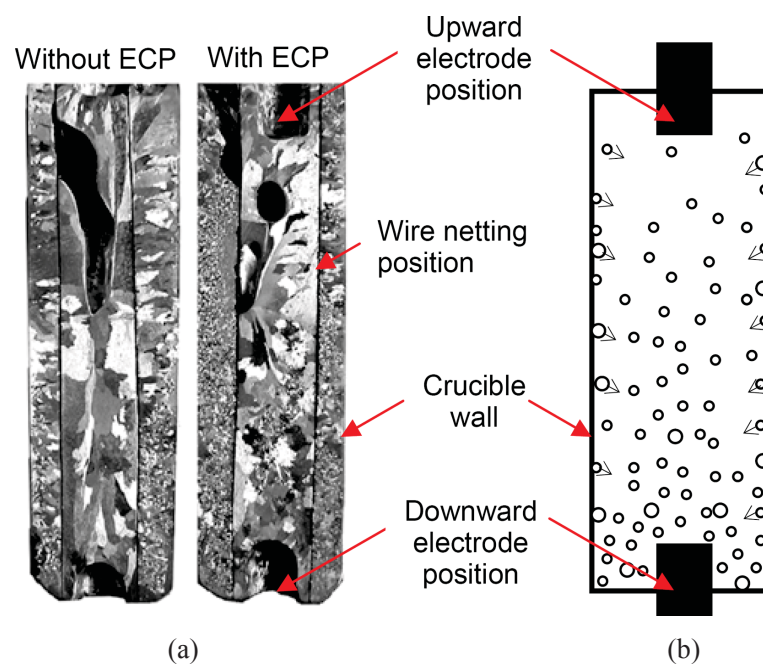 Without ECP
With ECP
Upward
electrode
position
Wire netting
position
Crucible
wall
Downward
electrode
position
(a)
(b)